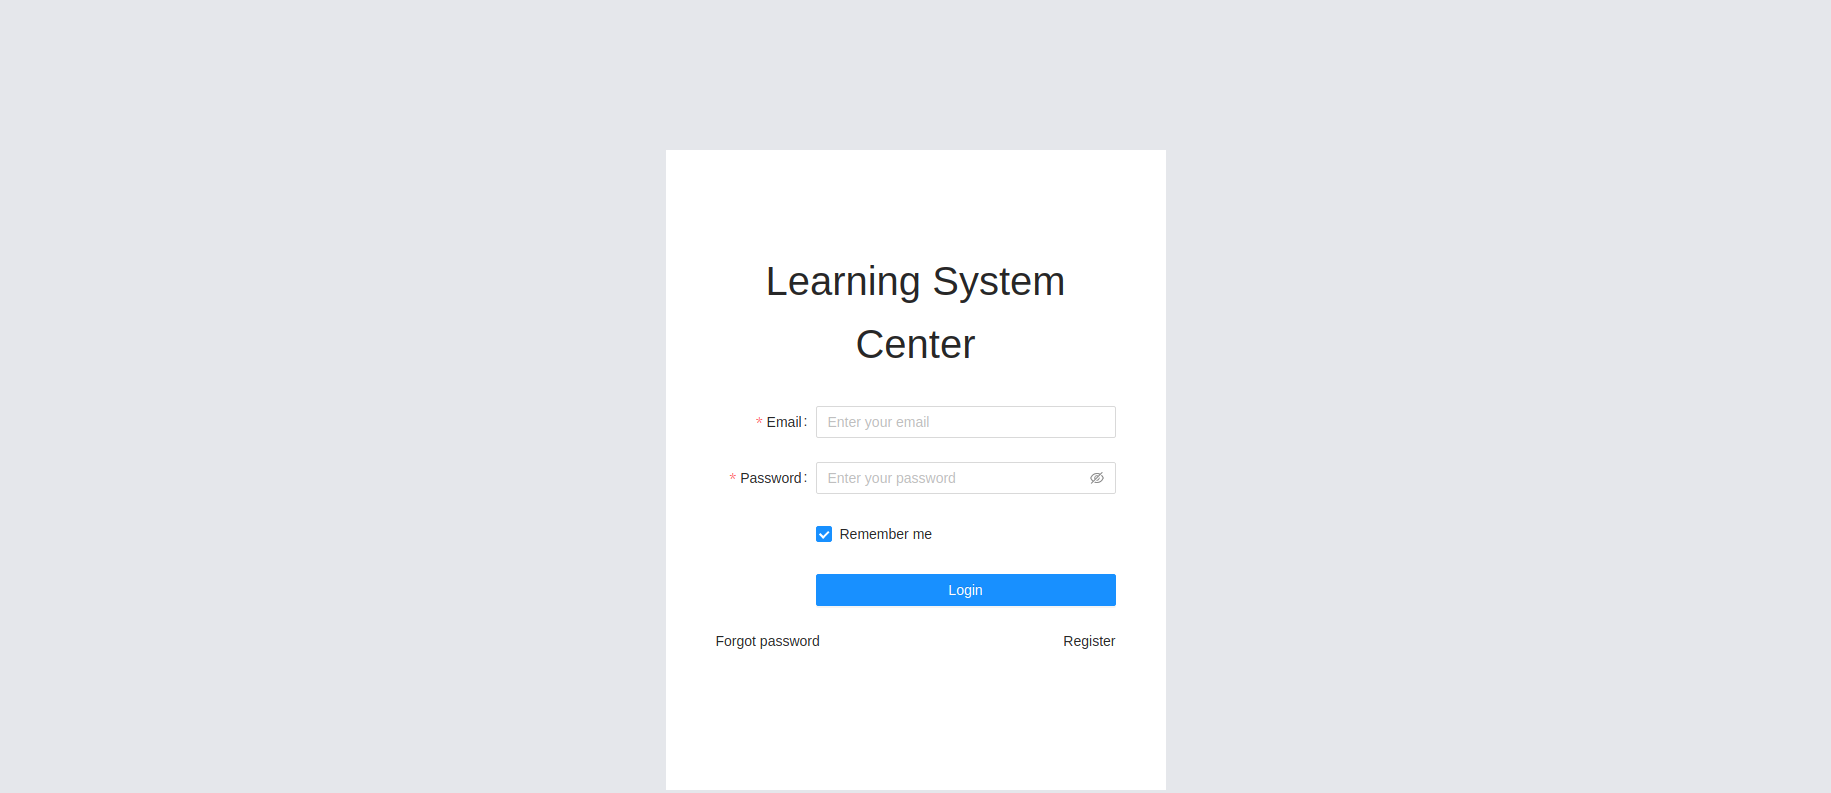 Learning System
Center
* Email:
Enter your email
* Password:
Enter your password
Remember me
Login
Forgot password
Register